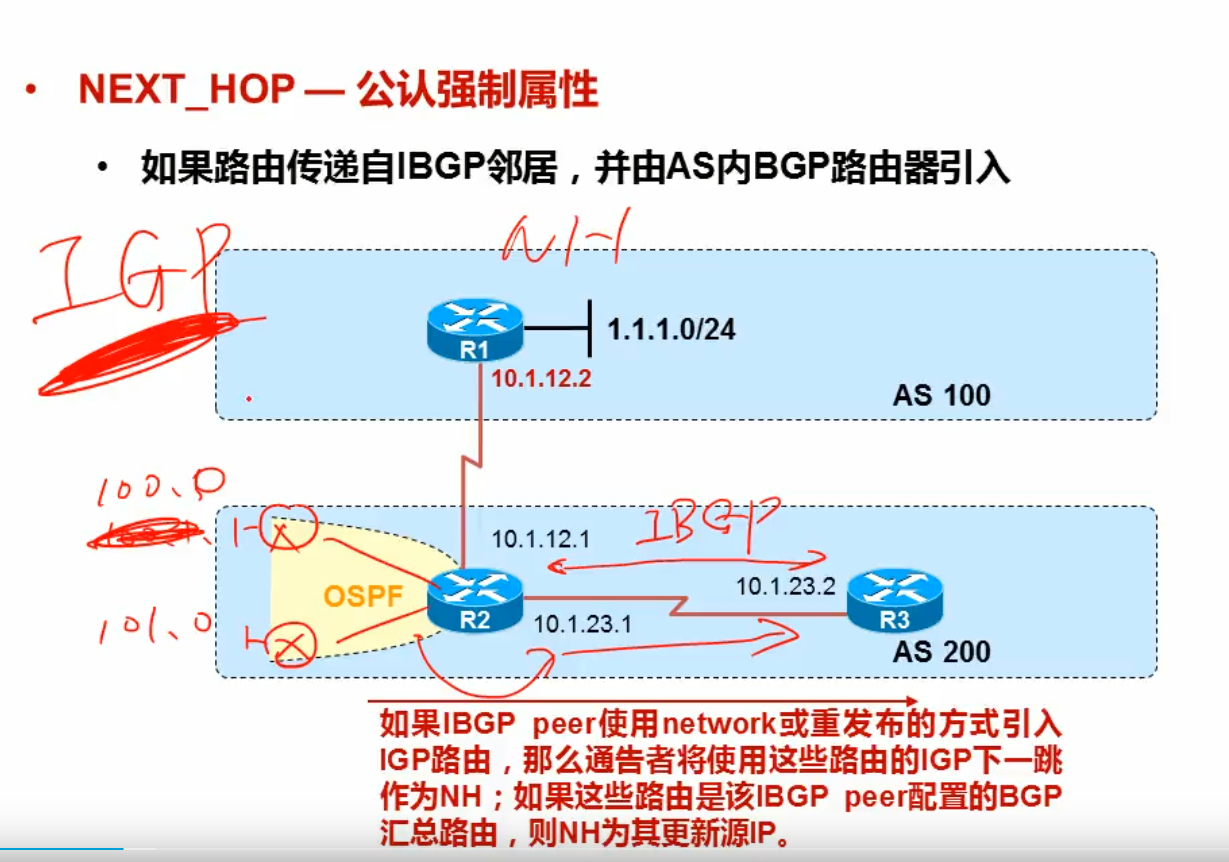 • NEXT_HOP — 公认强制属性
• 如果路由传递自IBGP邻居，并由AS内BGP路由器引入
IGP
NH
R1
1.1.1.0/24
10.1.12.2
AS 100
100.0
IBGP
10.1.12.1
10.1.23.2
OSPF
R2
R3
101.0
10.1.23.1
AS 200
如果IBGP peer使用network或重发布的方式引入
IGP路由，那么通告者将使用这些路由的IGP下一跳
作为NH；如果这些路由是该IBGP peer配置的BGP
汇总路由，则NH为其更新源IP。